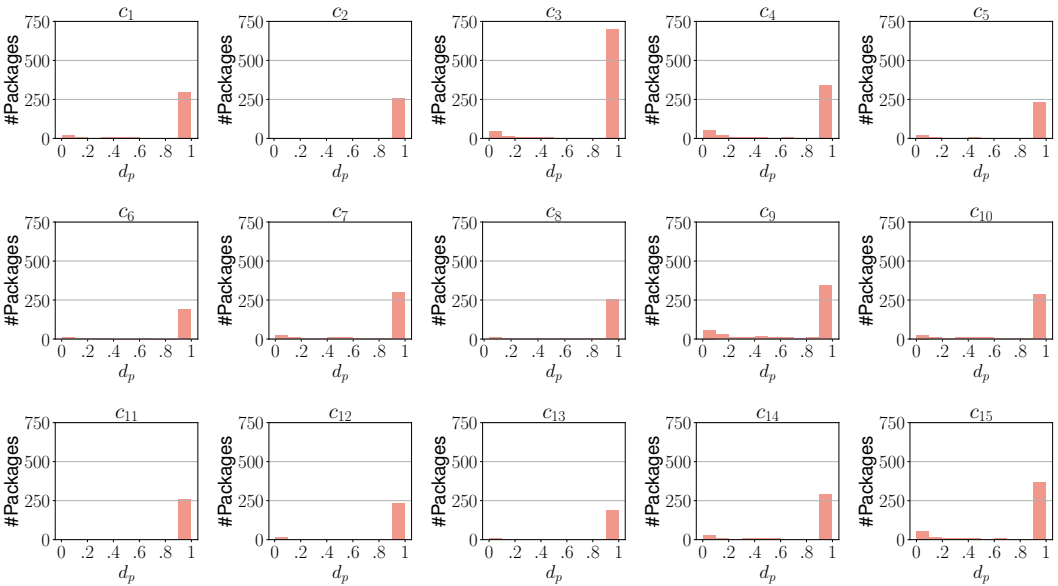 c₁ c₂ c₃ c₄ c₅
750 750 750 750 750
500 500 500 500 500
250 250 250 250 250
0 0 0 0 0
#Packages #Packages #Packages #Packages #Packages
0 .2 .4 .6 .8 1 0 .2 .4 .6 .8 1 0 .2 .4 .6 .8 1 0 .2 .4 .6 .8 1 0 .2 .4 .6 .8 1
dₚ dₚ dₚ dₚ dₚ
c₆ c₇ c₈ c₉ c₁₀
750 750 750 750 750
500 500 500 500 500
250 250 250 250 250
0 0 0 0 0
#Packages #Packages #Packages #Packages #Packages
0 .2 .4 .6 .8 1 0 .2 .4 .6 .8 1 0 .2 .4 .6 .8 1 0 .2 .4 .6 .8 1 0 .2 .4 .6 .8 1
dₚ dₚ dₚ dₚ dₚ
c₁₁ c₁₂ c₁₃ c₁₄ c₁₅
750 750 750 750 750
500 500 500 500 500
250 250 250 250 250
0 0 0 0 0
#Packages #Packages #Packages #Packages #Packages
0 .2 .4 .6 .8 1 0 .2 .4 .6 .8 1 0 .2 .4 .6 .8 1 0 .2 .4 .6 .8 1 0 .2 .4 .6 .8 1
dₚ dₚ dₚ dₚ dₚ